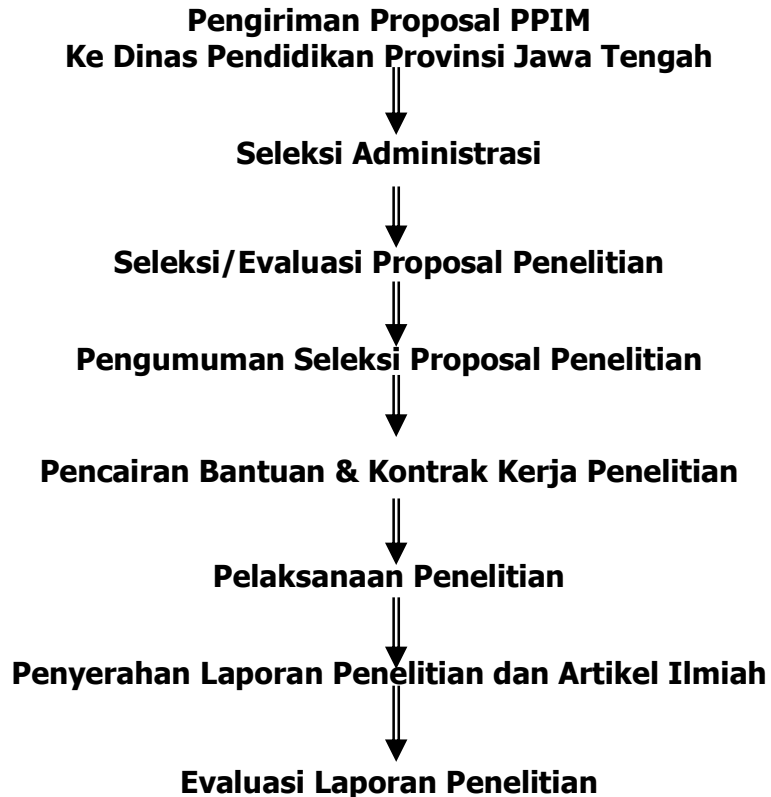 Pengiriman Proposal PPIM
Ke Dinas Pendidikan Provinsi Jawa Tengah
Seleksi Administrasi
Seleksi/Evaluasi Proposal Penelitian
Pengumuman Seleksi Proposal Penelitian
Pencairan Bantuan & Kontrak Kerja Penelitian
Pelaksanaan Penelitian
Penyerahan Laporan Penelitian dan Artikel Ilmiah
Evaluasi Laporan Penelitian